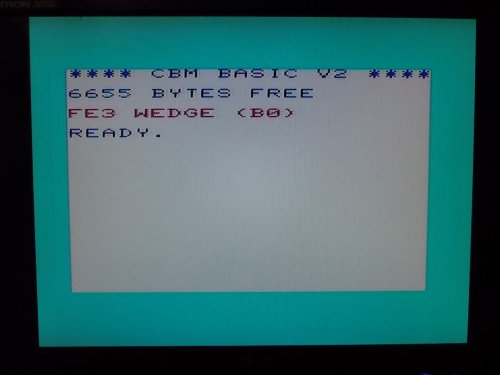 **** CBM BASIC V2 ****
6655 BYTES FREE
FE3 WEDGE (B0)
READY.